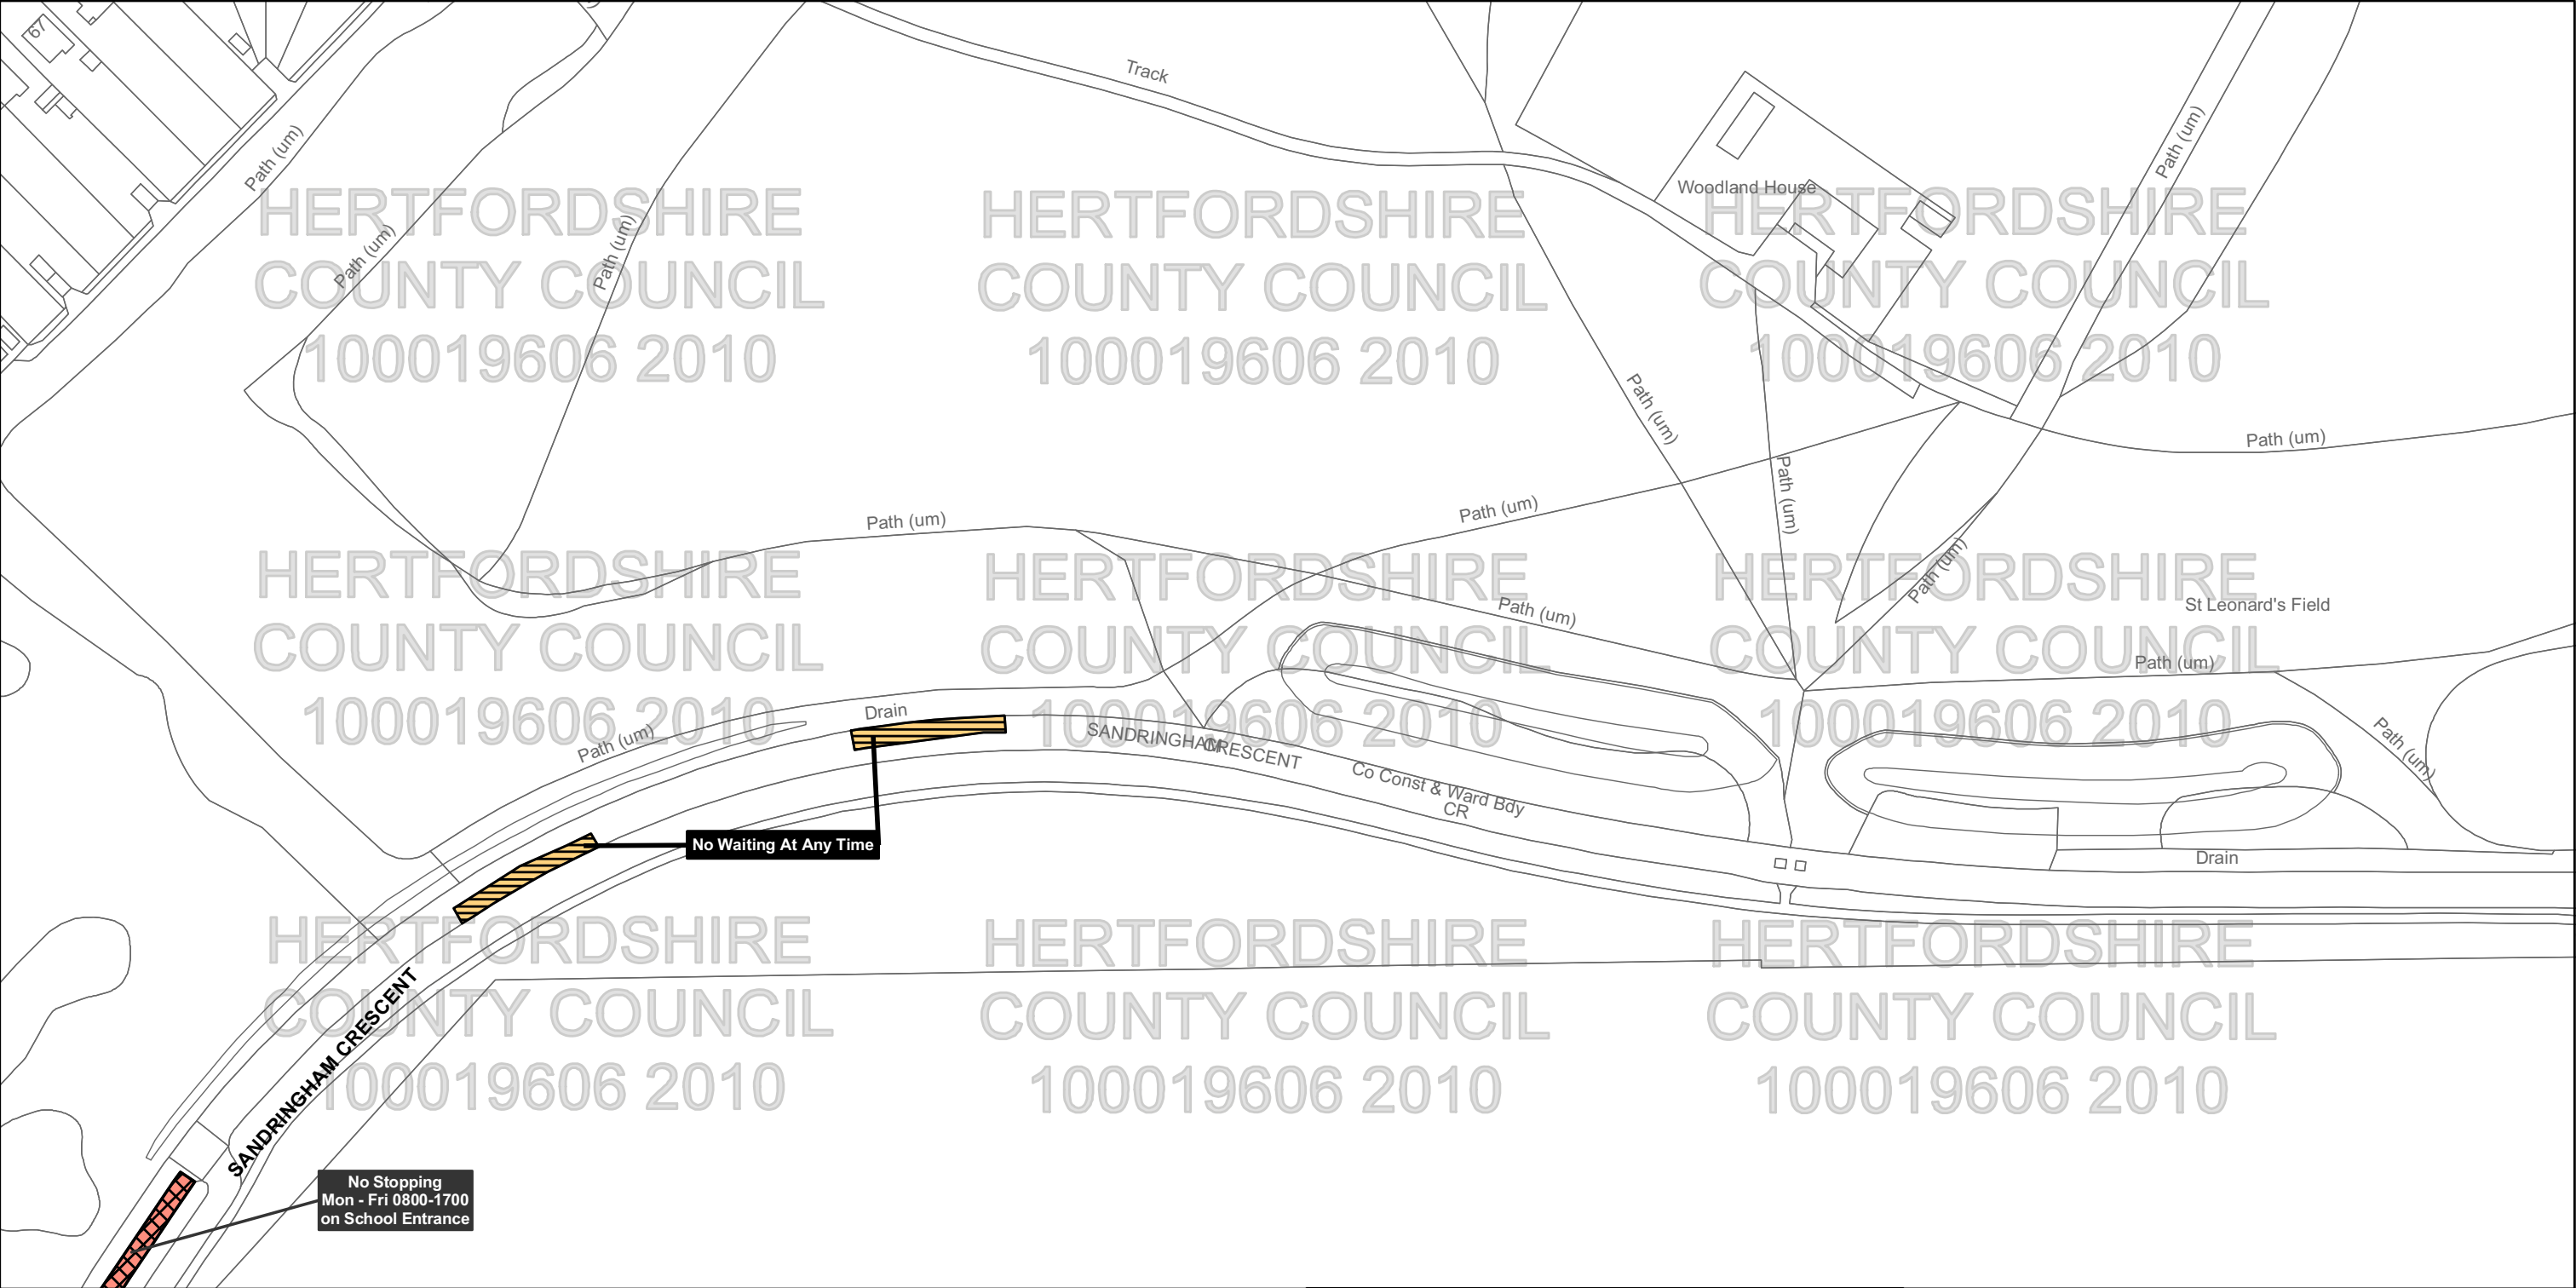 67
Track
Path (um)
Path (um)
Woodland House
HERTFORDSHIRE
COUNTY COUNCIL
100019606 2010
HERTFORDSHIRE
COUNTY COUNCIL
100019606 2010
HERTFORDSHIRE
COUNTY COUNCIL
100019606 2010
Path (um)
Path (um)
Path (um)
Path (um)
Path (um)
Path (um)
Path (um)
HERTFORDSHIRE
COUNTY COUNCIL
100019606 2010
HERTFORDSHIRE
COUNTY COUNCIL
100019606 2010
HERTFORDSHIRE
COUNTY COUNCIL
100019606 2010
Path (um)
St Leonard's Field
Path (um)
Path (um)
Drain
Path (um)
SANDRINGHAM
CRESCENT
Path (um)
Co Const & Ward Bdy
CR
No Waiting At Any Time
Drain
HERTFORDSHIRE
COUNTY COUNCIL
100019606 2010
HERTFORDSHIRE
COUNTY COUNCIL
100019606 2010
HERTFORDSHIRE
COUNTY COUNCIL
100019606 2010
SANDRINGHAM CRESCENT
No Stopping
Mon - Fri 0800-1700
on School Entrance